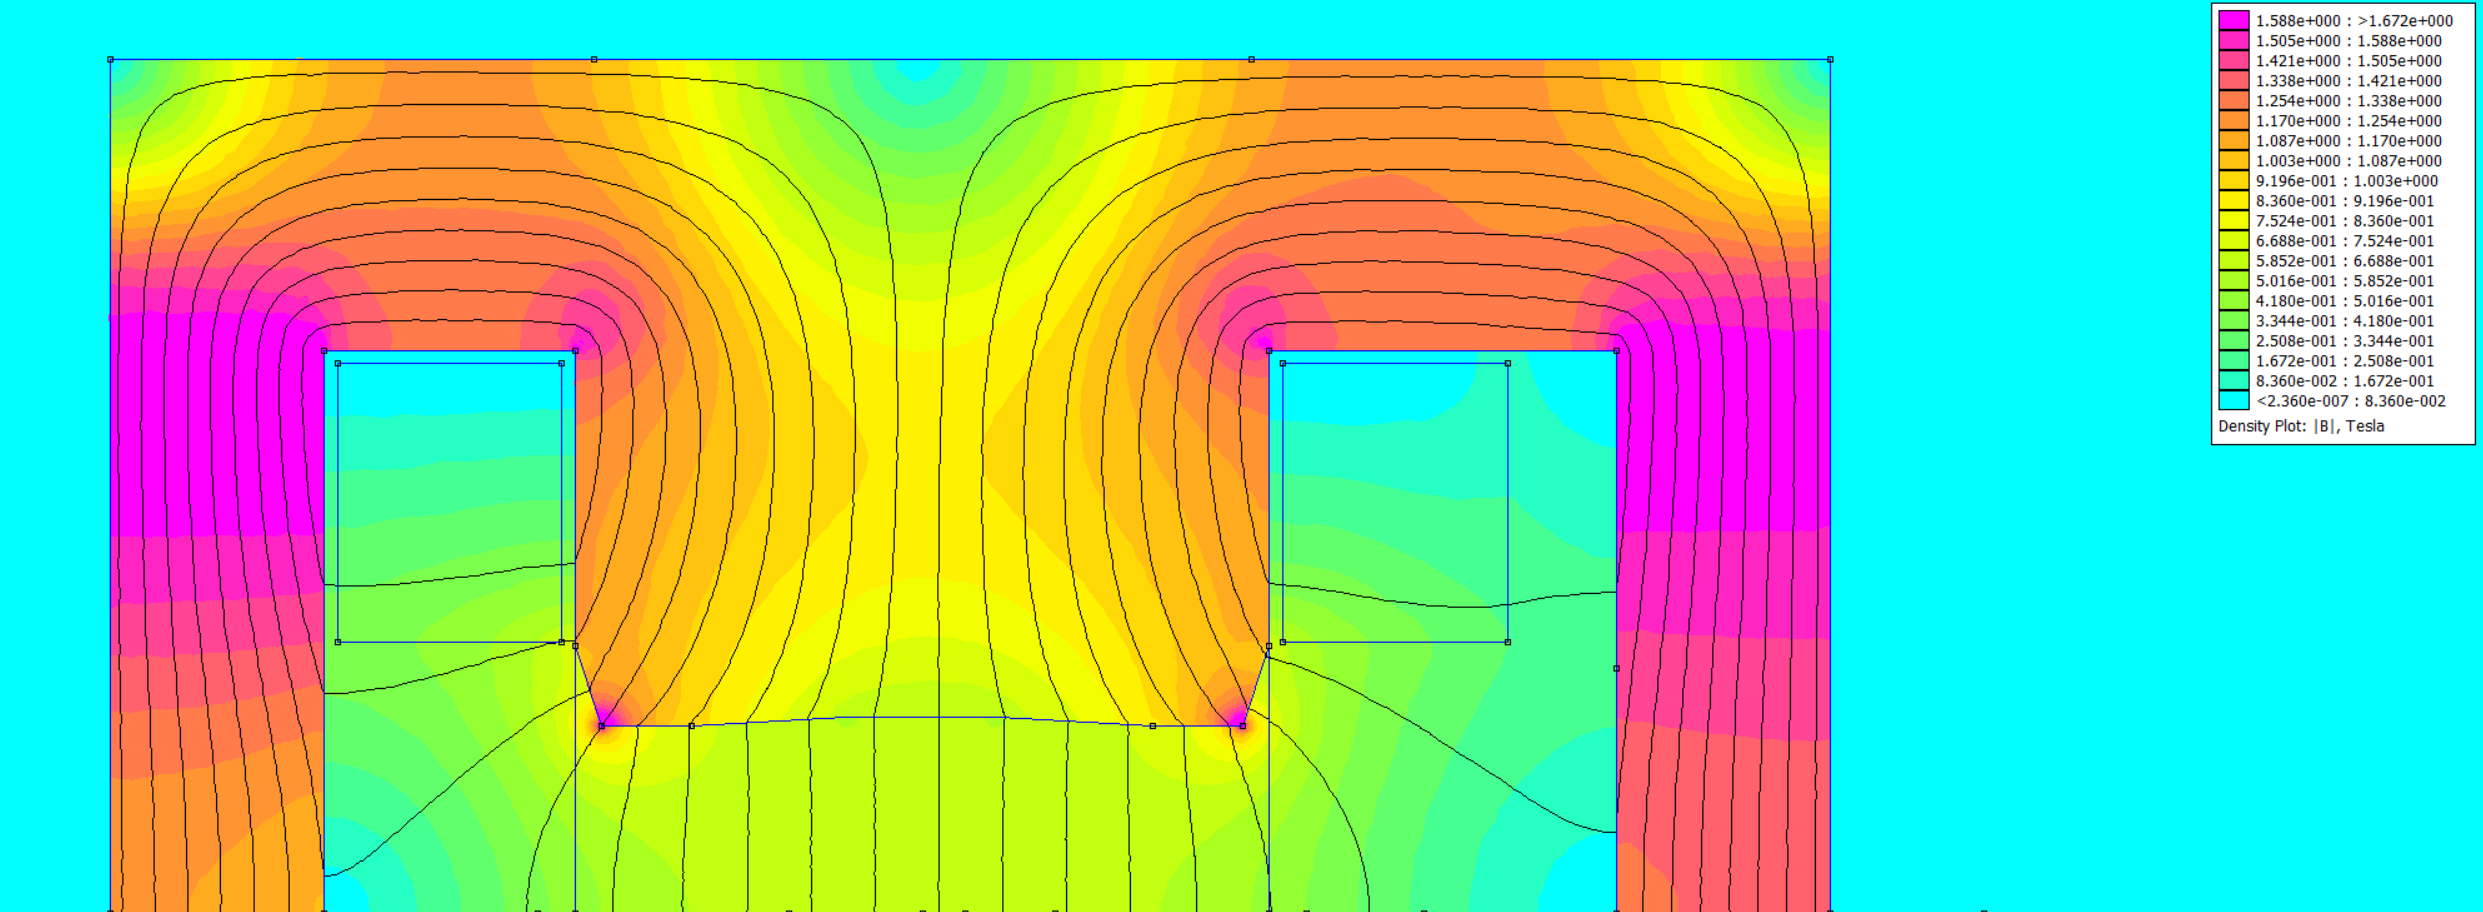 1.588e+000 : >1.672e+000
1.505e+000 : 1.588e+000
1.421e+000 : 1.505e+000
1.338e+000 : 1.421e+000
1.254e+000 : 1.338e+000
1.170e+000 : 1.254e+000
1.087e+000 : 1.170e+000
1.003e+000 : 1.087e+000
9.196e-001 : 1.003e+000
8.360e-001 : 9.196e-001
7.524e-001 : 8.360e-001
6.688e-001 : 7.524e-001
5.852e-001 : 6.688e-001
5.016e-001 : 5.852e-001
4.180e-001 : 5.016e-001
3.344e-001 : 4.180e-001
2.508e-001 : 3.344e-001
1.672e-001 : 2.508e-001
8.360e-002 : 1.672e-001
<2.360e-007 : 8.360e-002
Density Plot: |B|, Tesla